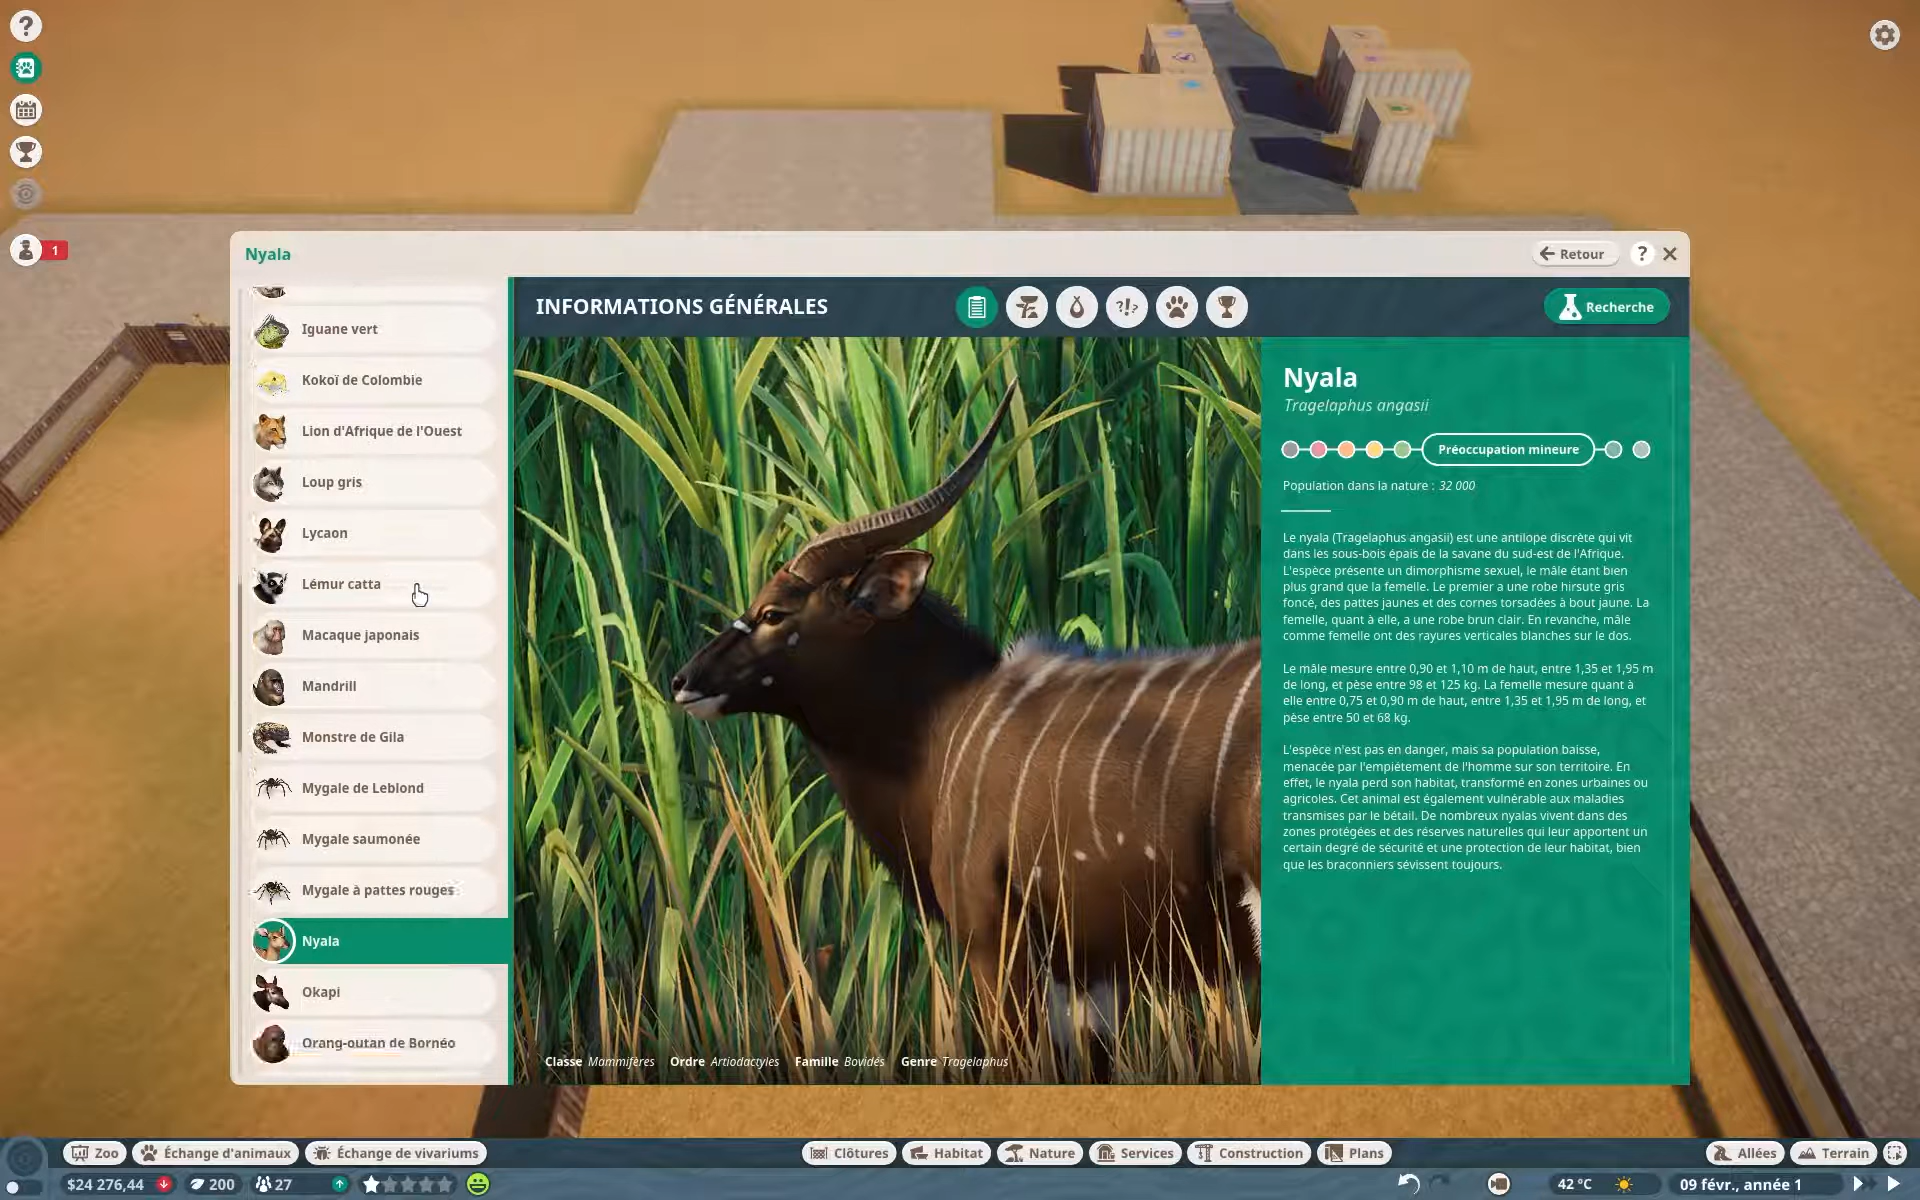 ?
1
Nyala
Retour
?
Iguane vert
Kokoï de Colombie
Lion d'Afrique de l'Ouest
Loup gris
Lycaon
Lémur catta
Macaque japonais
Mandrill
Monstre de Gila
Mygale de Leblond
Mygale saumonée
Mygale à pattes rouges
Nyala
Okapi
Orang-outan de Bornéo
INFORMATIONS GÉNÉRALES
?!?
Recherche
Nyala
Tragelaphus angasii
Préoccupation mineure
Population dans la nature : 32 000
Le nyala (Tragelaphus angasii) est une antilope discrète qui vit
dans les sous-bois épais de la savane du sud-est de l'Afrique.
L'espèce présente un dimorphisme sexuel, le mâle étant bien
plus grand que la femelle. Le premier a une robe hirsute gris
foncé, des pattes jaunes et des cornes torsadées à bout jaune. La
femelle, quant à elle, a une robe brun clair. En revanche, mâle
comme femelle ont des rayures verticales blanches sur le dos.
Le mâle mesure entre 0,90 et 1,10 m de haut, entre 1,35 et 1,95 m
de long, et pèse entre 98 et 125 kg. La femelle mesure quant à
elle entre 0,75 et 0,90 m de haut, entre 1,35 et 1,95 m de long, et
pèse entre 50 et 68 kg.
L'espèce n'est pas en danger, mais sa population baisse,
menacée par l'empiétement de l'homme sur son territoire. En
effet, le nyala perd son habitat, transformé en zones urbaines ou
agricoles. Cet animal est également vulnérable aux maladies
transmises par le bétail. De nombreux nyalas vivent dans des
zones protégées et des réserves naturelles qui leur apportent un
certain degré de sécurité et une protection de leur habitat, bien
que les braconniers sévissent toujours.
Classe Mammifères Ordre Artiodactyles Famille Bovidés Genre Tragelaphus
Zoo Échange d'animaux Échange de vivariums Clôtures Habitat Nature Services Construction Plans Allées Terrain
$24 276,44 200 27 42 °C 09 févr., année 1